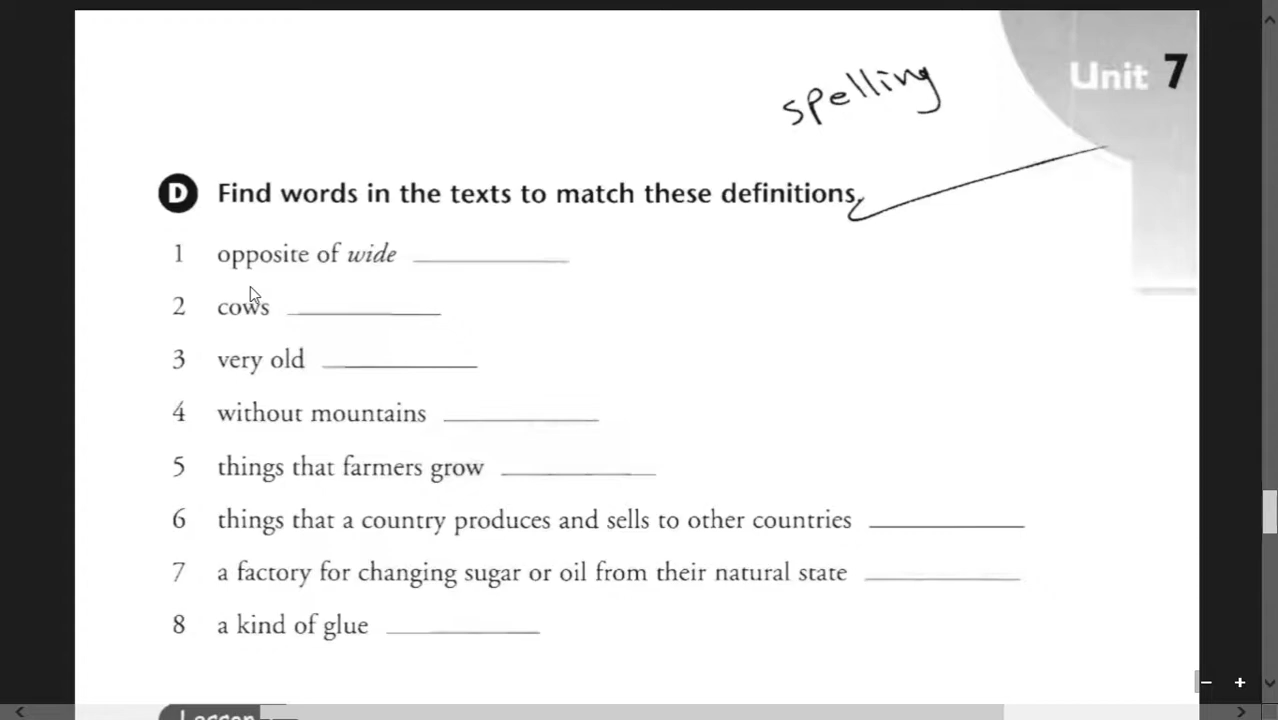 spelling
Unit 7
D Find words in the texts to match these definitions.
1 opposite of wide
2 cows
3 very old
4 without mountains
5 things that farmers grow
6 things that a country produces and sells to other countries
7 a factory for changing sugar or oil from their natural state
8 a kind of glue
Lesson